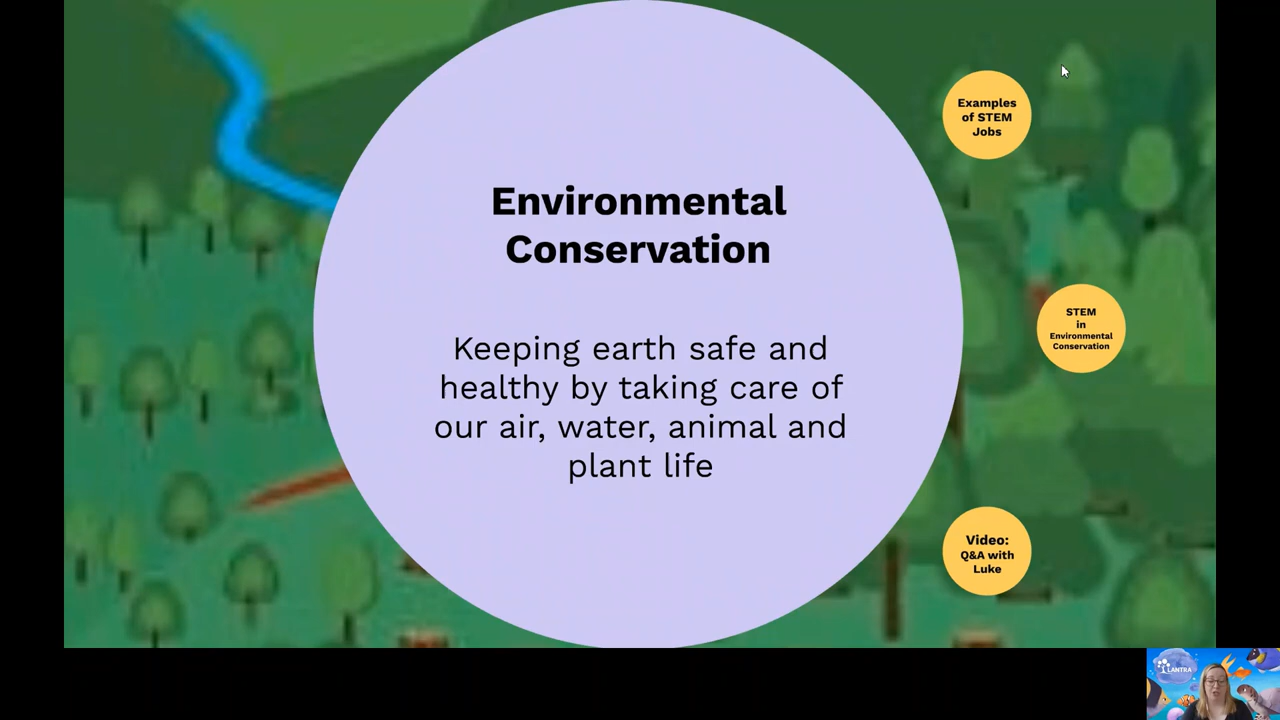 Environmental
Conservation
Keeping earth safe and
healthy by taking care of
our air, water, animal and
plant life
Examples
of STEM
Jobs
STEM
in
Environmental
Conservation
Video:
Q&A with
Luke
LANTRA